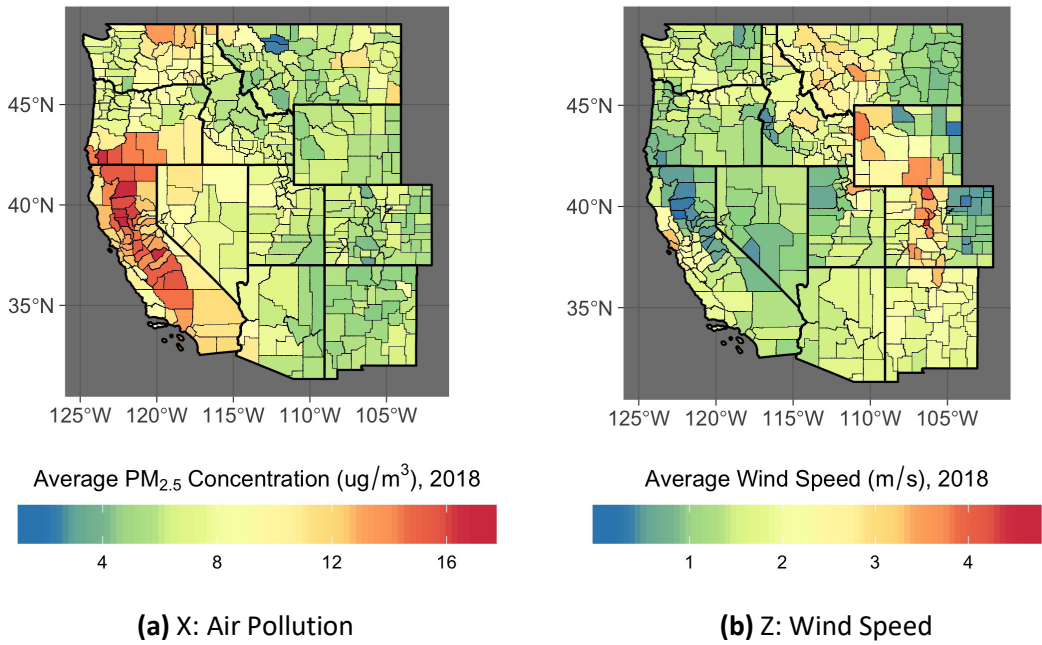 45°N
40°N
35°N
125°W 120°W 115°W 110°W 105°W
Average PM2.5 Concentration (ug/m³), 2018
4 8 12 16
(a) X: Air Pollution
45°N
40°N
35°N
125°W 120°W 115°W 110°W 105°W
Average Wind Speed (m/s), 2018
1 2 3 4
(b) Z: Wind Speed